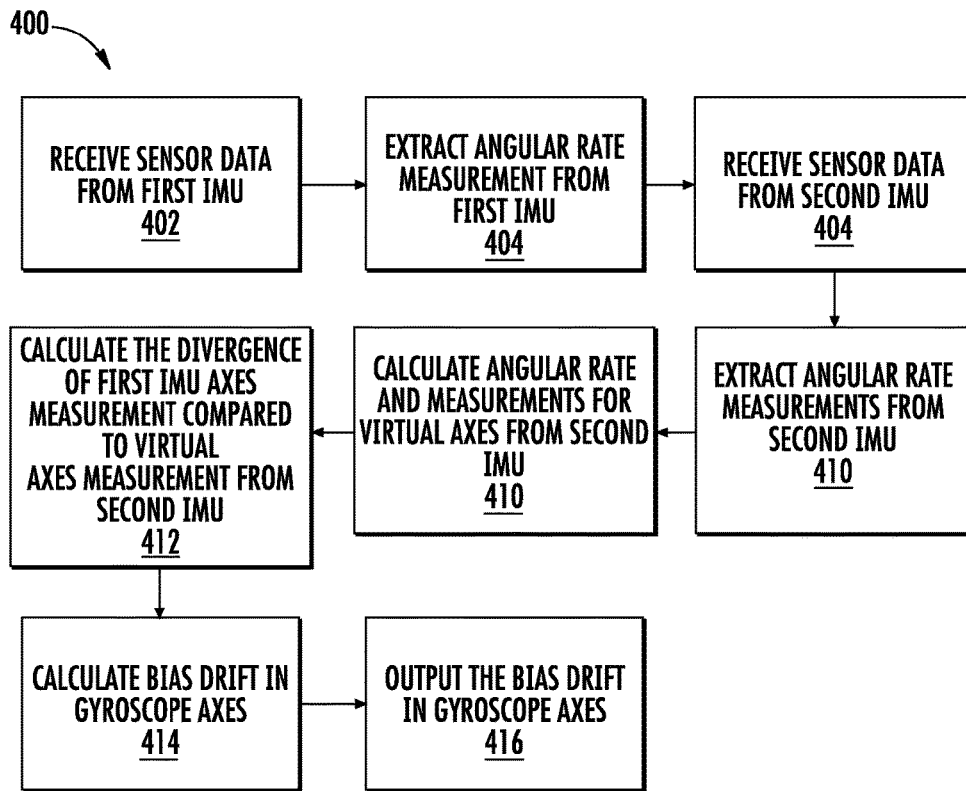 400
RECEIVE SENSOR DATA
FROM FIRST IMU
402
EXTRACT ANGULAR RATE
MEASUREMENT FROM
FIRST IMU
404
RECEIVE SENSOR DATA
FROM SECOND IMU
404
EXTRACT ANGULAR RATE
MEASUREMENTS FROM
SECOND IMU
410
CALCULATE ANGULAR RATE
AND MEASUREMENTS FOR
VIRTUAL AXES FROM SECOND
IMU
410
CALCULATE THE DIVERGENCE
OF FIRST IMU AXES
MEASUREMENT COMPARED
TO VIRTUAL
AXES MEASUREMENT FROM
SECOND IMU
412
CALCULATE BIAS DRIFT IN
GYROSCOPE AXES
414
OUTPUT THE BIAS DRIFT
IN GYROSCOPE AXES
416